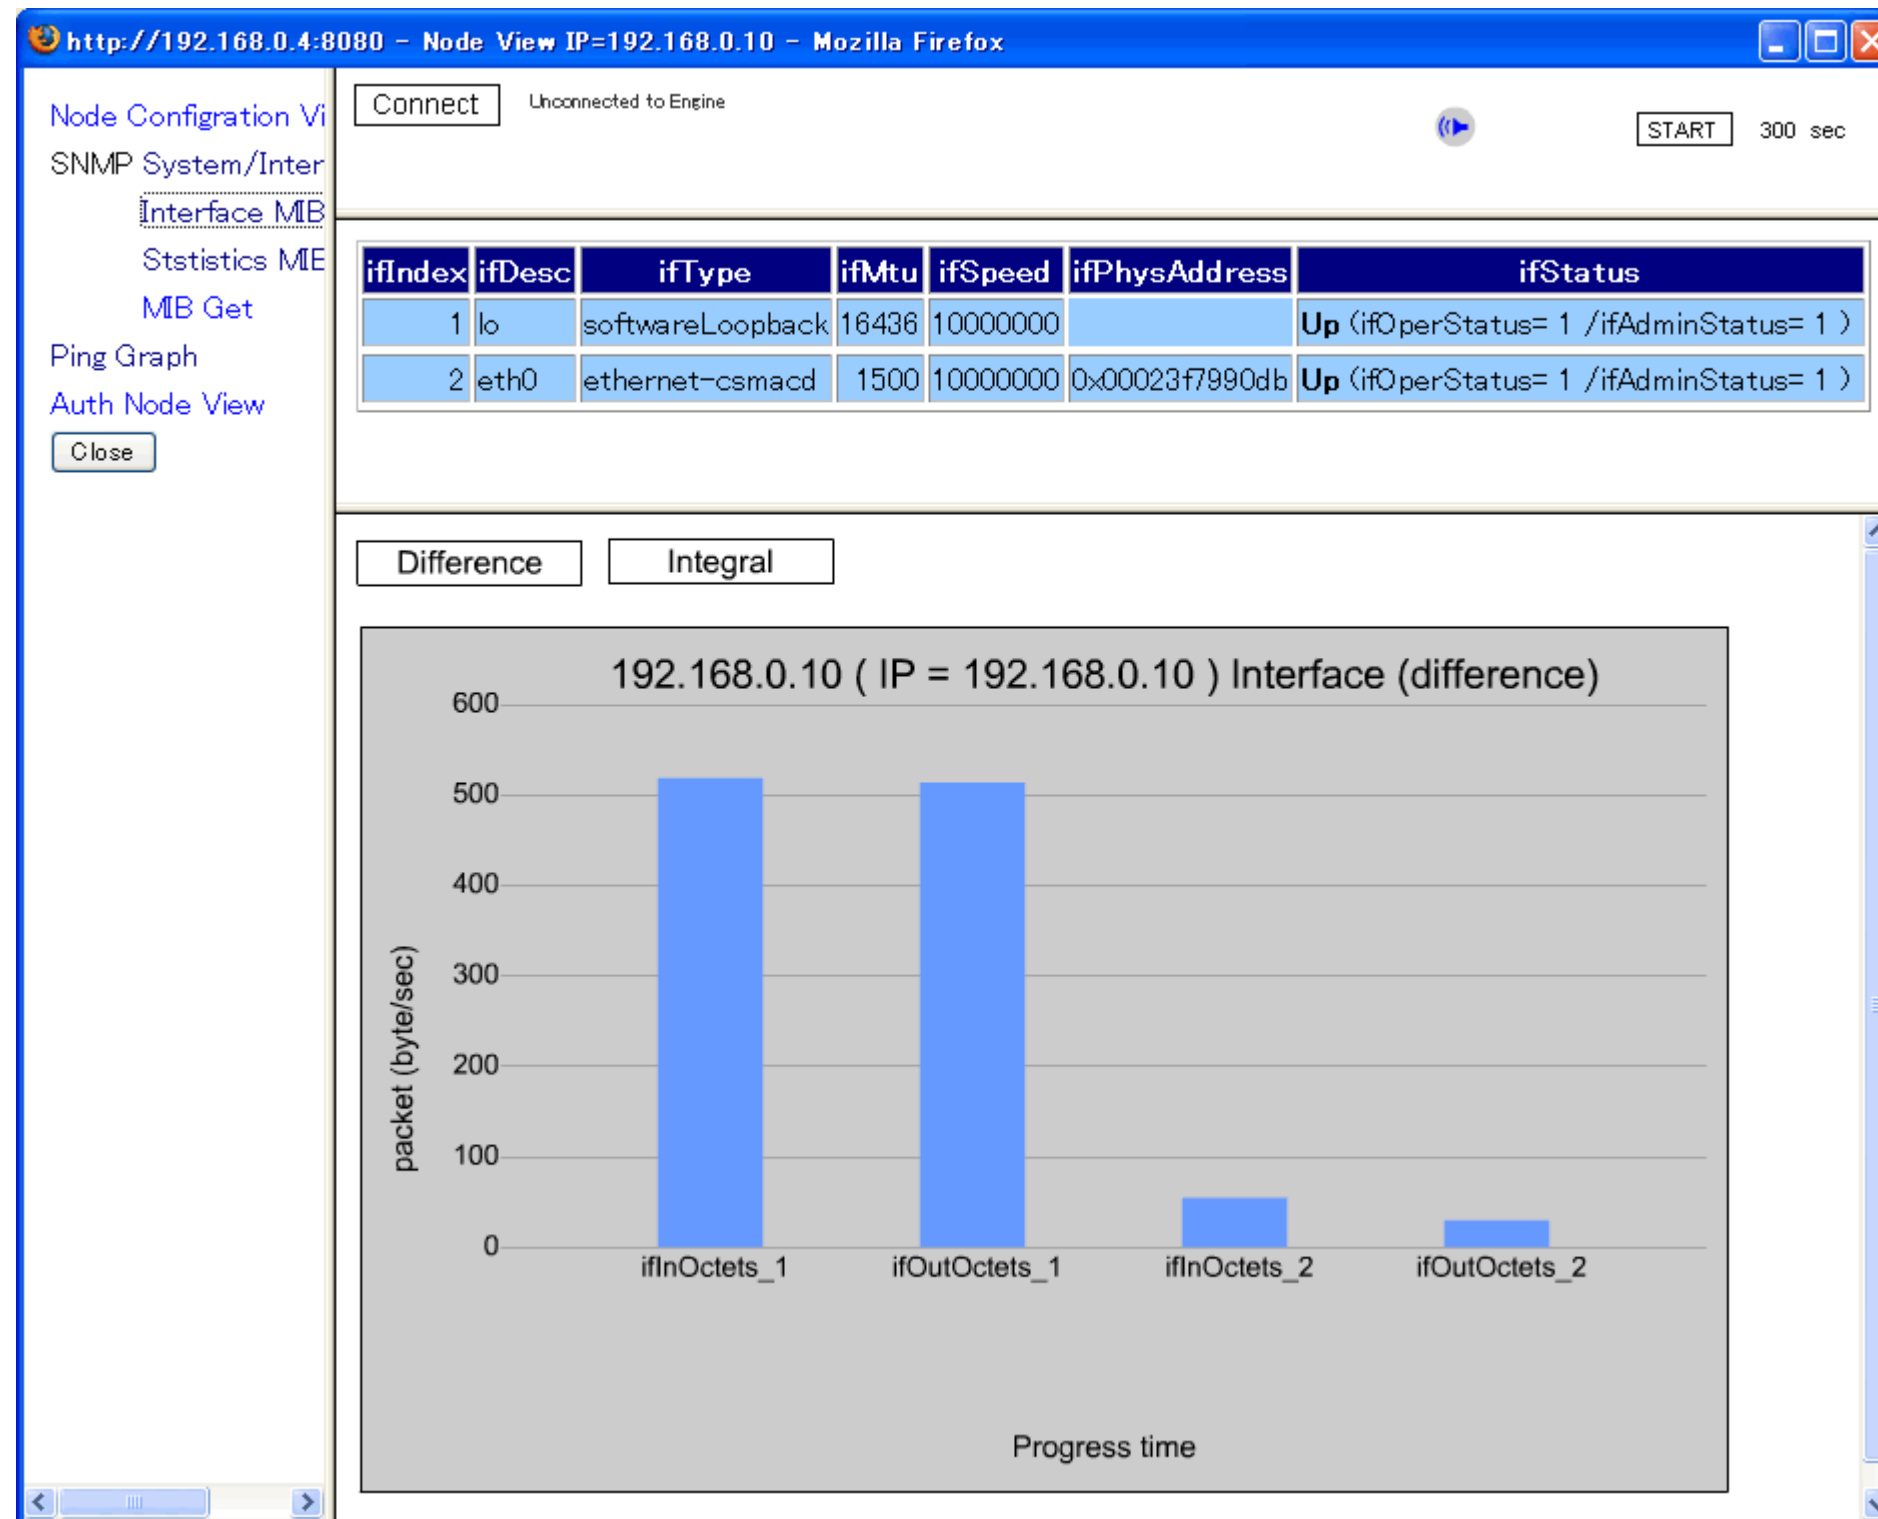 http://192.168.0.4:8080 - Node View IP=192.168.0.10 - Mozilla Firefox
Node Configration Vi
SNMP System/Inter
Interface MIB
Ststistics MIB
MIB Get
Ping Graph
Auth Node View
Close
Connect Unconnected to Engine
START 300 sec
ifIndex ifDesc ifType ifMtu ifSpeed ifPhysAddress ifStatus
1 lo softwareLoopback 16436 10000000 Up (ifOperStatus= 1 /ifAdminStatus= 1 )
2 eth0 ethernet-csmacd 1500 10000000 0x00023f7990db Up (ifOperStatus= 1 /ifAdminStatus= 1 )
Difference Integral
192.168.0.10 ( IP = 192.168.0.10 ) Interface (difference)
600
500
400
300
200
100
0
packet (byte/sec)
ifInOctets_1 ifOutOctets_1 ifInOctets_2 ifOutOctets_2
Progress time